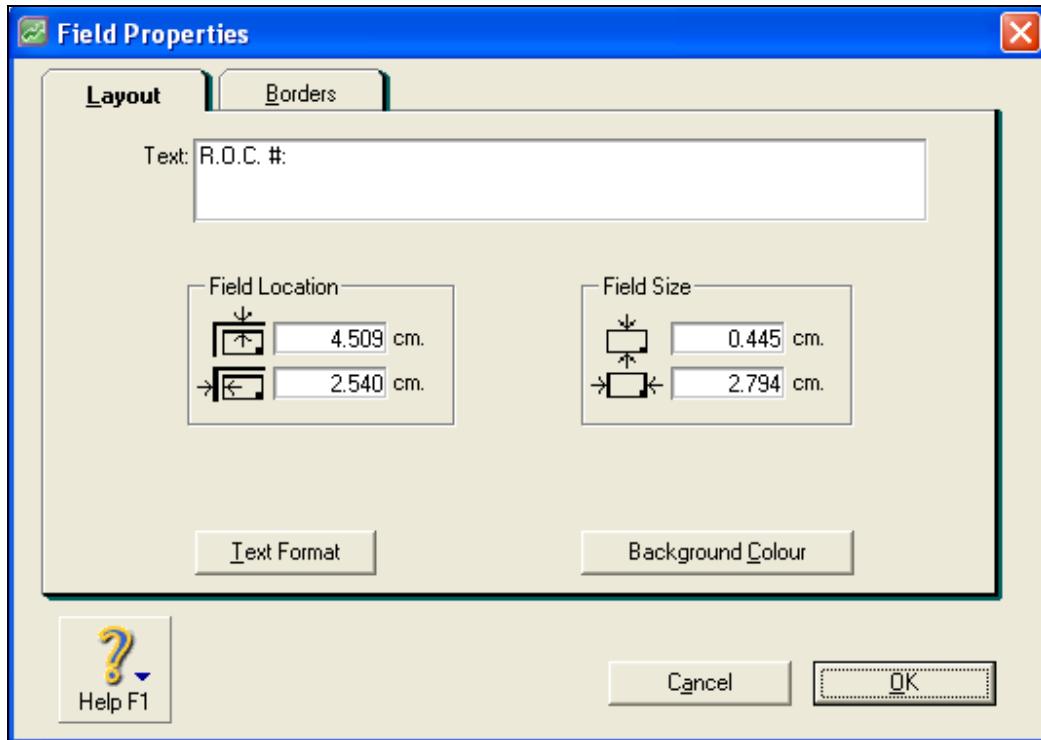 Field Properties
Layout Borders
Text: R.O.C. #:
Field Location Field Size
4.509 cm. 0.445 cm.
2.540 cm. 2.794 cm.
Text Format Background Colour
Help F1 Cancel OK